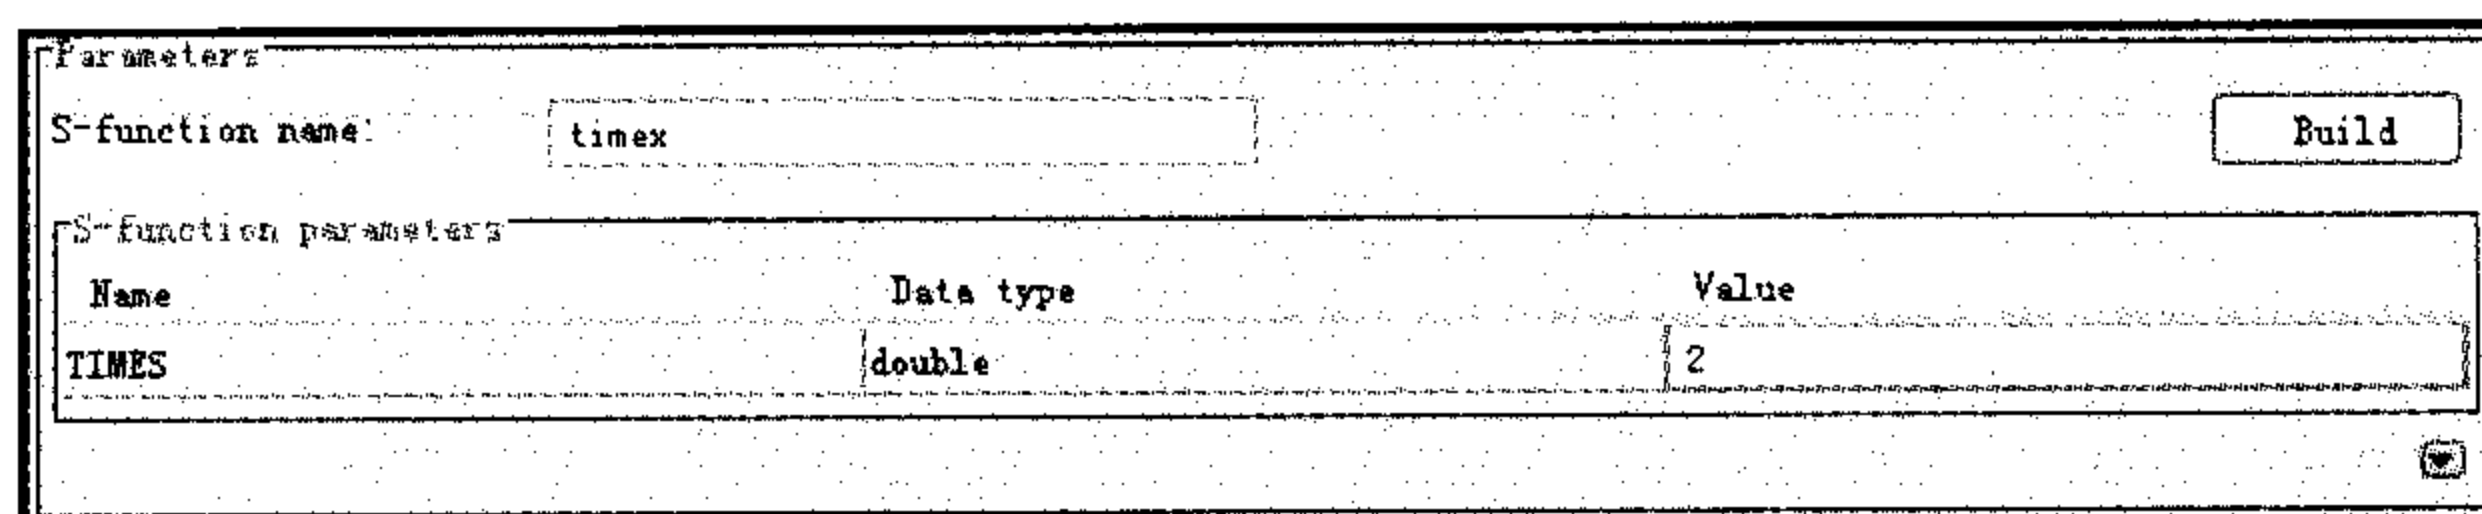 Parameters
S-function name: timex Build
S-function parameters
Name Data type Value
TIMES double 2